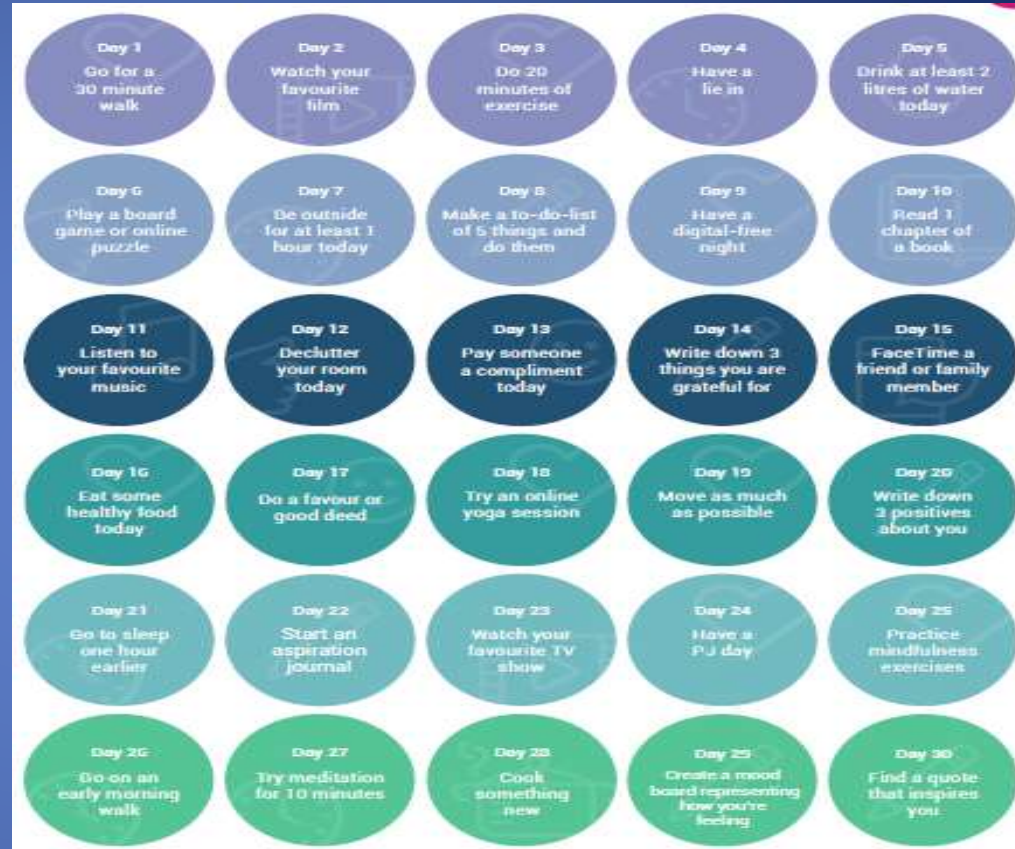 Day 1
Go for a
30 minute
walk
Day 2
Watch your
favourite
film
Day 3
Do 20
minutes of
exercise
Day 4
Have a
lie in
Day 5
Drink at least 2
litres of water
today
Day 6
Play a board
game or online
puzzle
Day 7
Be outside
for at least 1
hour today
Day 8
Make a to-do-list
of 5 things and
do them
Day 9
Have a
digital-free
night
Day 10
Read 1
chapter of
a book
Day 11
Listen to
your favourite
music
Day 12
Declutter
your room
today
Day 13
Pay someone
a compliment
today
Day 14
Write down 3
things you are
grateful for
Day 15
FaceTime a
friend or family
member
Day 16
Eat some
healthy food
today
Day 17
Do a favour or
good deed
Day 18
Try an online
yoga session
Day 19
Move as much
as possible
Day 20
Write down
3 positives
about you
Day 21
Go to sleep
one hour
earlier
Day 22
Start an
aspiration
journal
Day 23
Watch your
favourite TV
show
Day 24
Have a
PJ day
Day 25
Practice
mindfulness
exercises
Day 26
Go on an
early morning
walk
Day 27
Try meditation
for 10 minutes
Day 28
Cook
something
new
Day 29
Create a mood
board representing
how you're
feeling
Day 30
Find a quote
that inspires
you